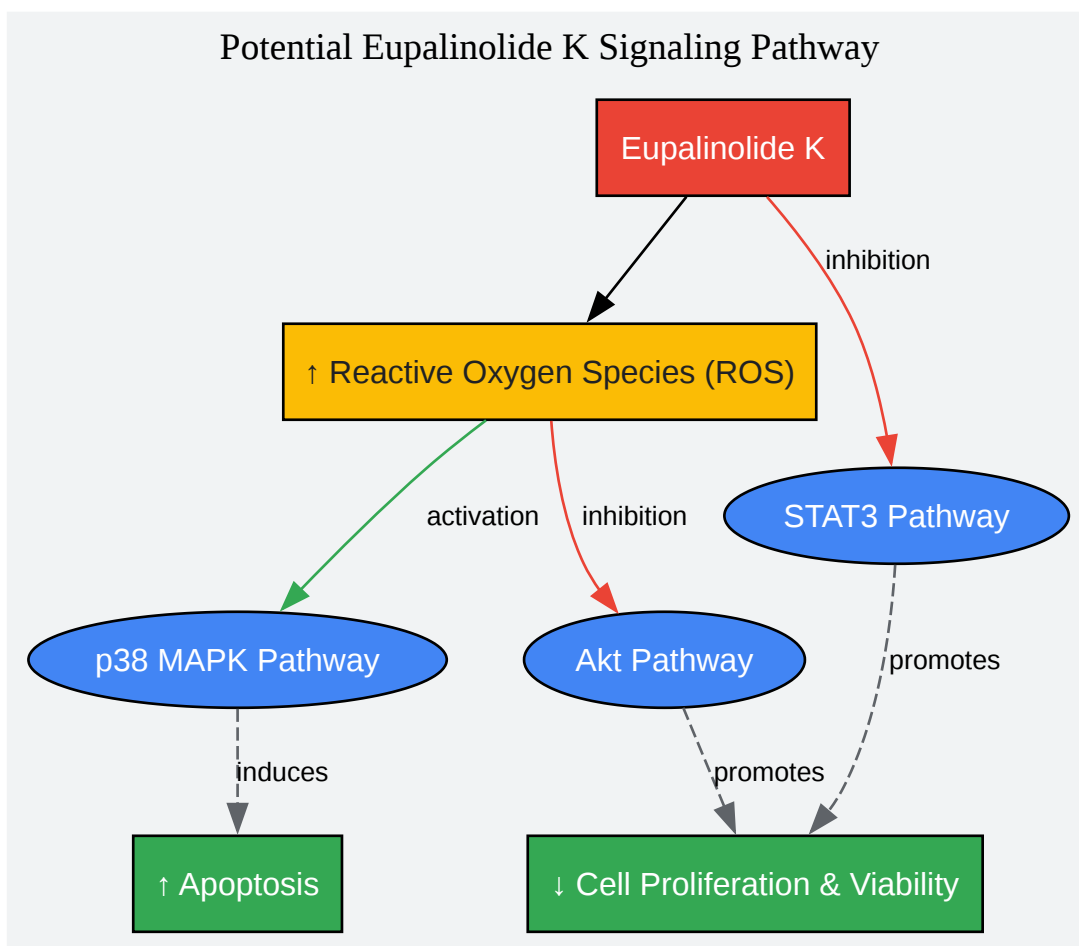 Potential Eupalinolide K Signaling Pathway
Eupalinolide K
inhibition
↑ Reactive Oxygen Species (ROS)
activation
inhibition
STAT3 Pathway
p38 MAPK Pathway
Akt Pathway
promotes
induces
promotes
↑ Apoptosis
↓ Cell Proliferation & Viability